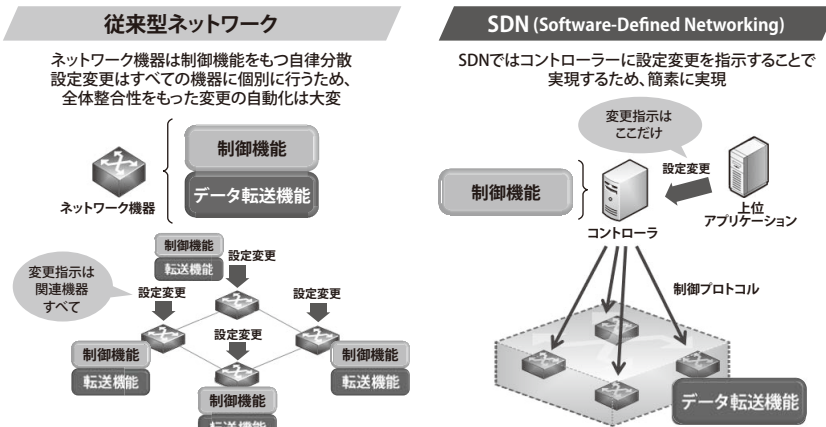 従来型ネットワーク
ネットワーク機器は制御機能をもつ自律分散
設定変更はすべての機器に個別に行うため、
全体整合性をもった変更の自動化は大変
制御機能
データ転送機能
ネットワーク機器
制御機能
転送機能
設定変更
変更指示は
関連機器
すべて
設定変更
設定変更
設定変更
制御機能
転送機能
制御機能
転送機能
制御機能
転送機能
SDN (Software-Defined Networking)
SDNではコントローラーに設定変更を指示することで
実現するため、簡素に実現
変更指示は
ここだけ
設定変更
制御機能
コントローラ
上位
アプリケーション
制御プロトコル
データ転送機能